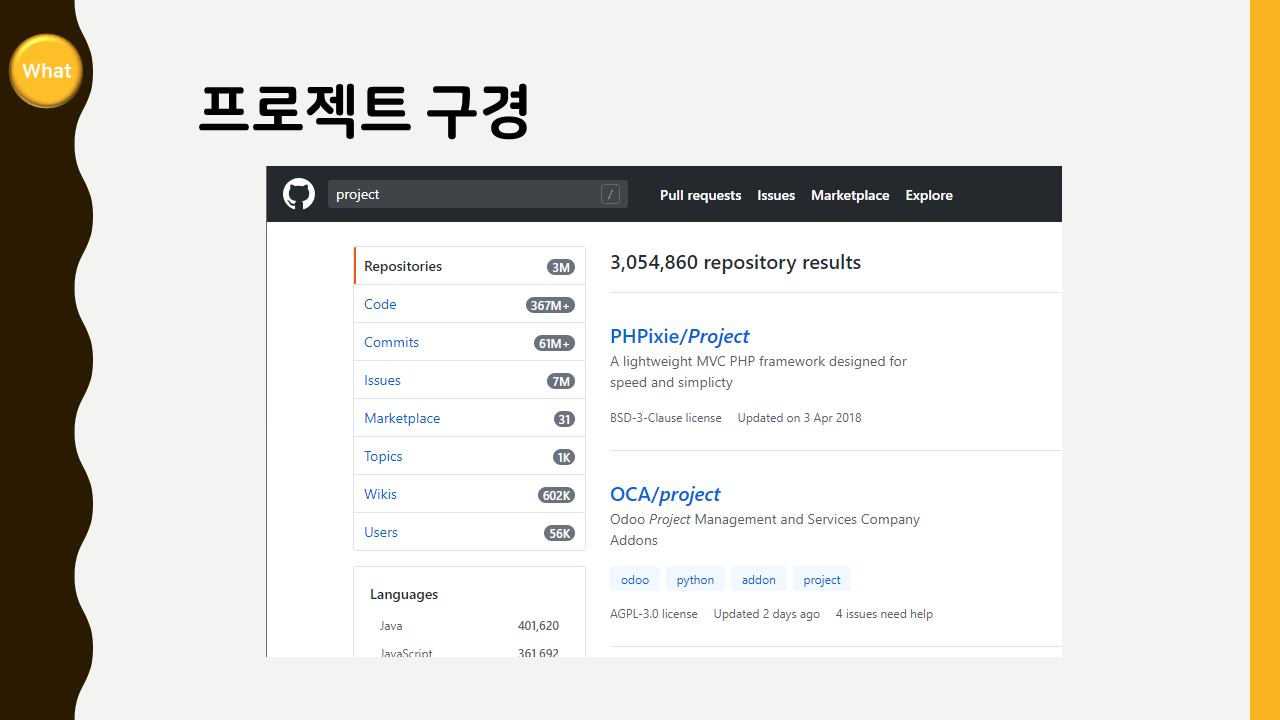 What
프로젝트 구경
project /
Pull requests Issues Marketplace Explore
Repositories 3M
Code 367M+
Commits 61M+
Issues 7M
Marketplace 31
Topics 1K
Wikis 602K
Users 56K
Languages
Java 401,620
JavaScript 361,692
3,054,860 repository results
PHPixie/Project
A lightweight MVC PHP framework designed for
speed and simplicty
BSD-3-Clause license Updated on 3 Apr 2018
OCA/project
Odoo Project Management and Services Company
Addons
odoo python addon project
AGPL-3.0 license Updated 2 days ago 4 issues need help